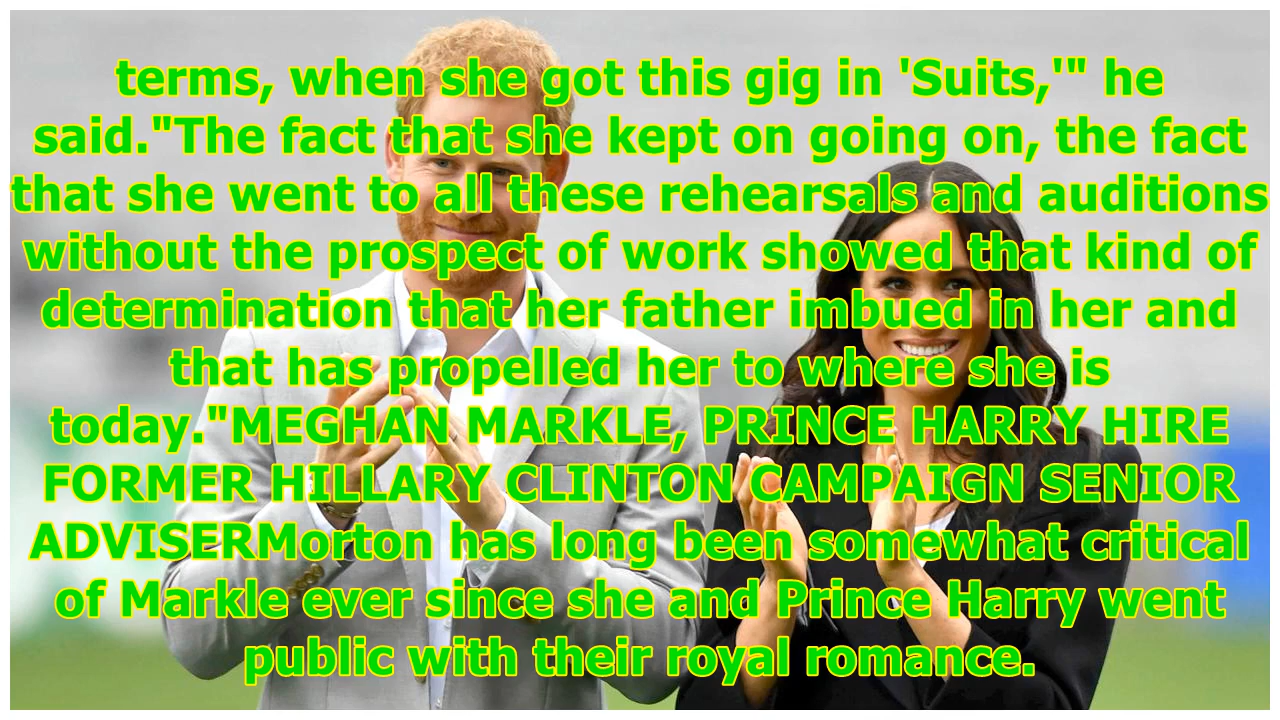 terms, when she got this gig in 'Suits,'" he
said."The fact that she kept on going on, the fact
that she went to all these rehearsals and auditions
without the prospect of work showed that kind of
determination that her father imbued in her and
that has propelled her to where she is
today."MEGHAN MARKLE, PRINCE HARRY HIRE
FORMER HILLARY CLINTON CAMPAIGN SENIOR
ADVISERMorton has long been somewhat critical
of Markle ever since she and Prince Harry went
public with their royal romance.